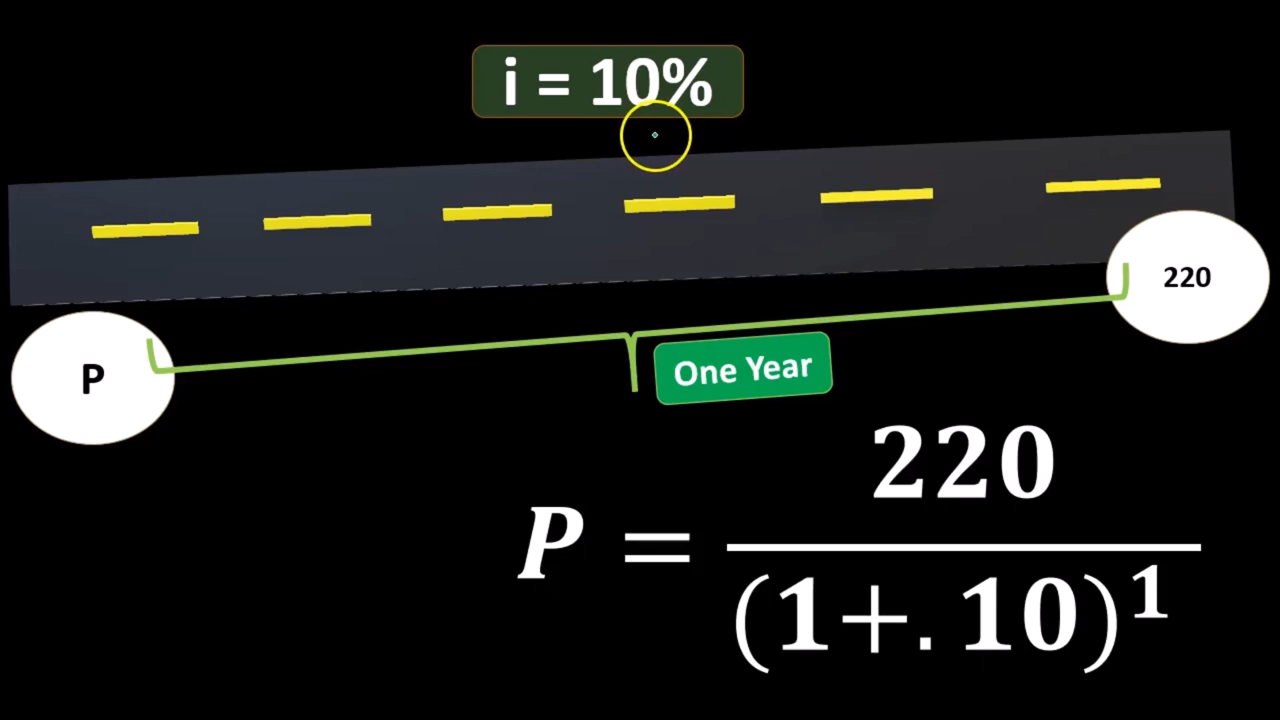 i = 10%
220
P
One Year
P = 220
(1+.10)^1